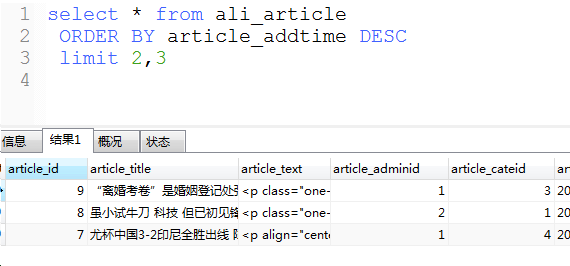 1 select * from ali_article
2 ORDER BY article_addtime DESC
3 limit 2,3
4
信息 结果1 概况 状态
article_id article_title article_text article_adminid article_cateid
9 “离婚考卷”是婚姻登记处 <p class="one- 1 3 20
8 虽小试牛刀 科技 但已初见锋 <p class="one- 2 1 20
7 尤杯中国3-2印尼全胜出线 <p align="cente 1 4 20